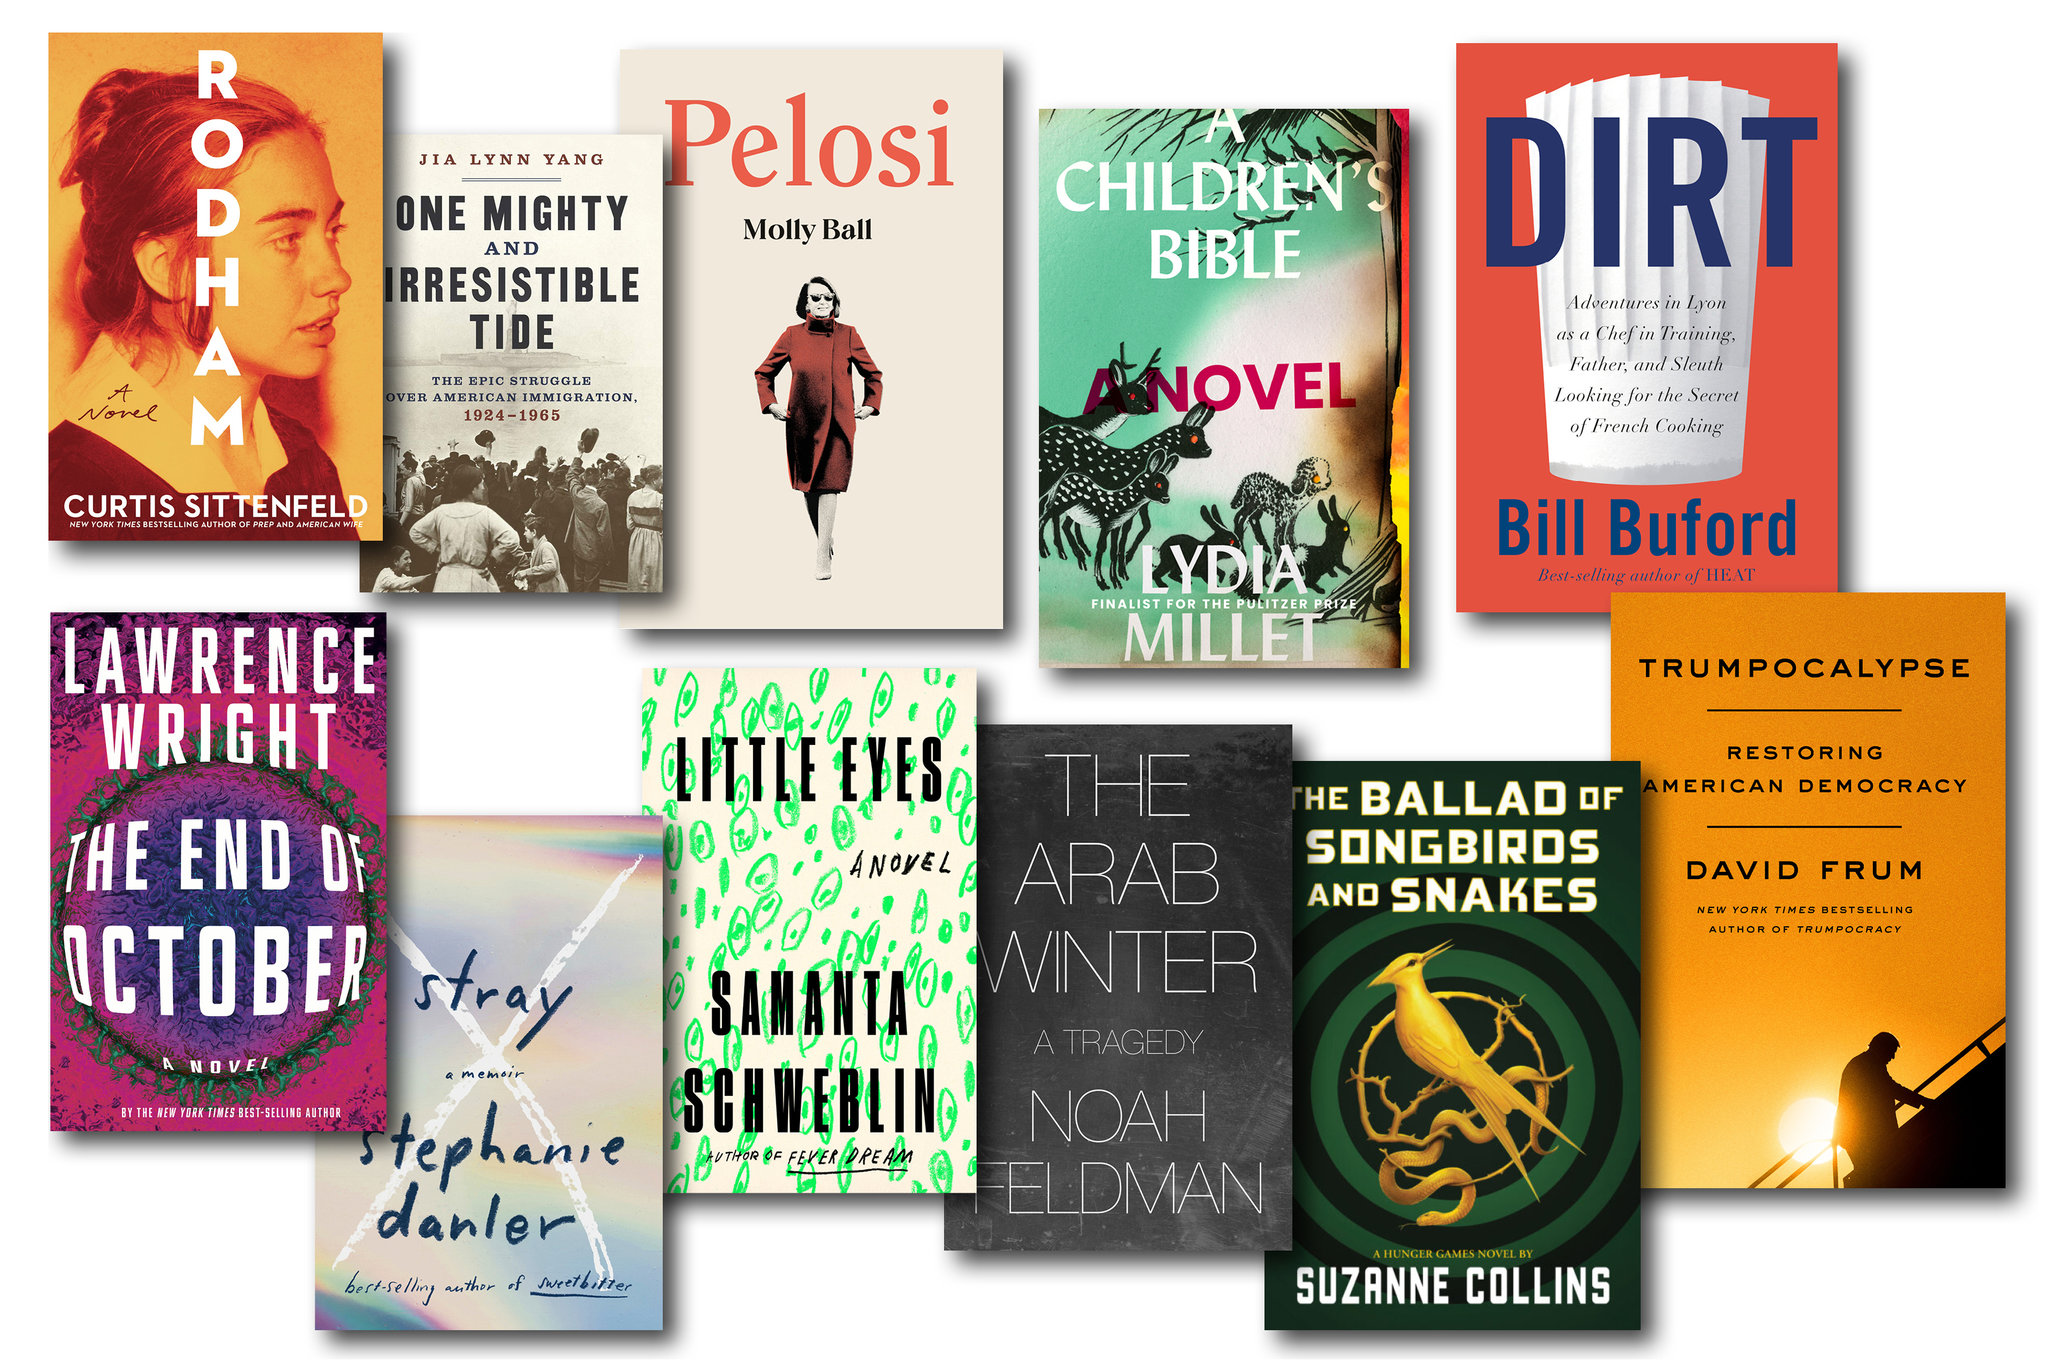 RODHAM
A
Novel
CURTIS SITTENFELD
NEW YORK TIMES BESTSELLING AUTHOR OF PREP AND AMERICAN WIFE
JIA LYNN YANG
ONE MIGHTY
AND
IRRESISTIBLE
TIDE
THE EPIC STRUGGLE
OVER AMERICAN IMMIGRATION,
1924–1965
Pelosi
Molly Ball
A
CHILDREN'S
BIBLE
A NOVEL
LYDIA
FINALIST FOR THE PULITZER PRIZE
MILLET
DIRT
Adventures in Lyon
as a Chef in Training,
Father, and Sleuth
Looking for the Secret
of French Cooking
Bill Buford
Best-selling author of HEAT
LAWRENCE
WRIGHT
THE END OF
OCTOBER
A NOVEL
BY THE NEW YORK TIMES BEST-SELLING AUTHOR
stray
a memoir
stephanie
danler
best-selling author of sweetbitter
LITTLE EYES
A NOVEL
SAMANTA
SCHWEBLIN
AUTHOR OF FEVER DREAM
THE
ARAB
WINTER
A TRAGEDY
NOAH
FELDMAN
THE BALLAD OF
SONGBIRDS
AND SNAKES
A HUNGER GAMES NOVEL BY
SUZANNE COLLINS
TRUMPOCALYPSE
RESTORING
AMERICAN DEMOCRACY
DAVID FRUM
NEW YORK TIMES BESTSELLING
AUTHOR OF TRUMPOCRACY